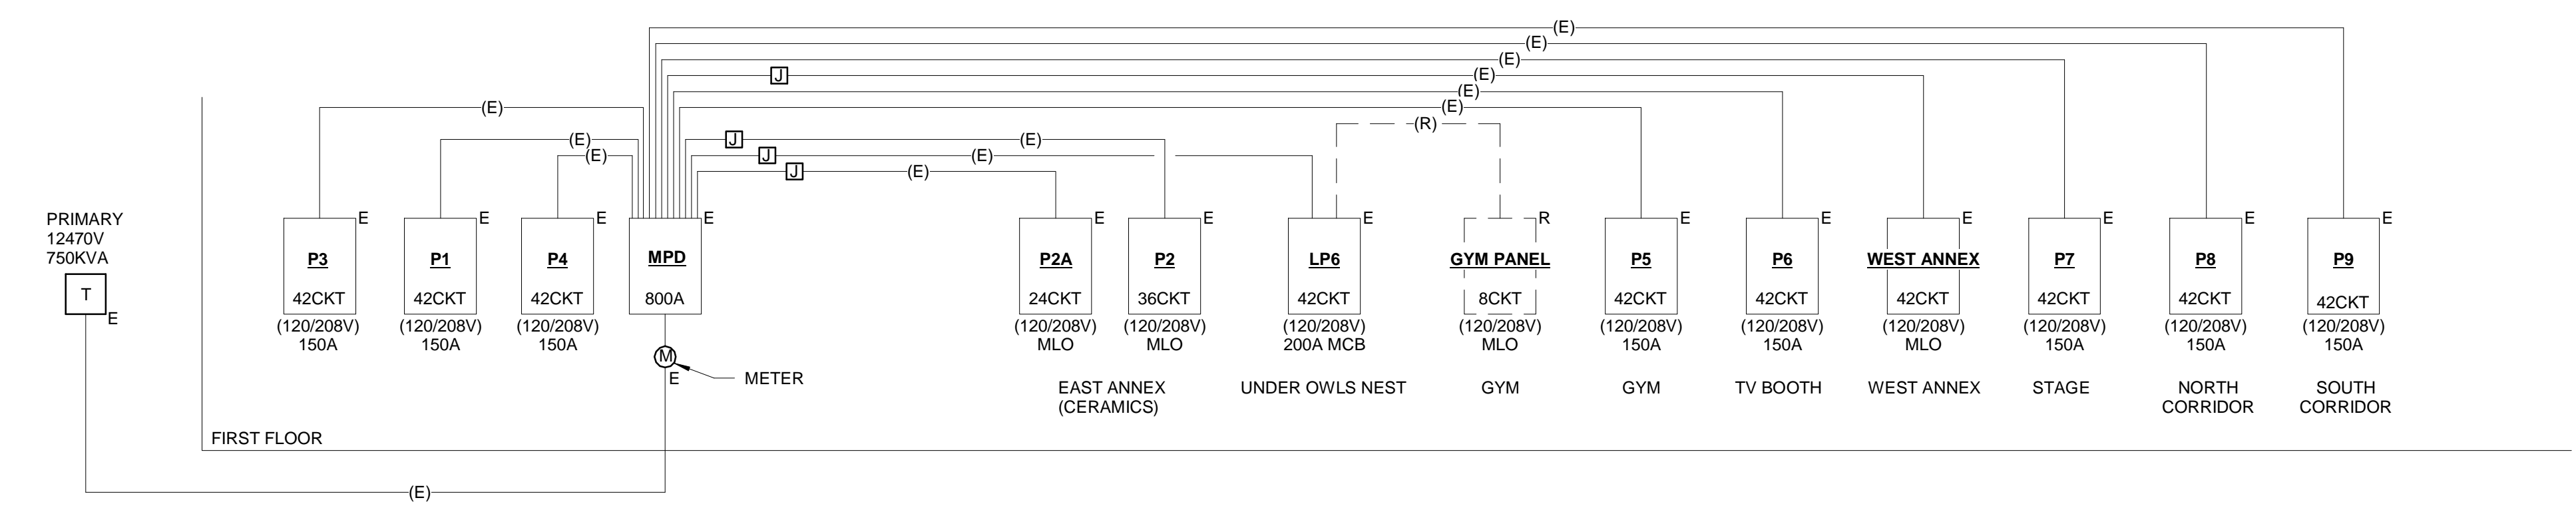 (E)
(E)
(E)
J (E)
(E)
(E) (E)
(R)
(E) J (E)
(E) J (E)
J (E)
PRIMARY
12470V
750KVA
T
E
P3 E
42CKT
(120/208V)
150A
P1 E
42CKT
(120/208V)
150A
P4 E
42CKT
(120/208V)
150A
MPD E
800A
M
E
METER
P2A E
24CKT
(120/208V)
MLO
P2 E
36CKT
(120/208V)
MLO
EAST ANNEX
(CERAMICS)
LP6 E
42CKT
(120/208V)
200A MCB
UNDER OWLS NEST
GYM PANEL R
8CKT
(120/208V)
MLO
GYM
P5 E
42CKT
(120/208V)
150A
GYM
P6 E
42CKT
(120/208V)
150A
TV BOOTH
WEST ANNEX E
42CKT
(120/208V)
MLO
WEST ANNEX
P7 E
42CKT
(120/208V)
150A
STAGE
P8 E
42CKT
(120/208V)
150A
NORTH
CORRIDOR
P9 E
42CKT
(120/208V)
150A
SOUTH
CORRIDOR
FIRST FLOOR
(E)